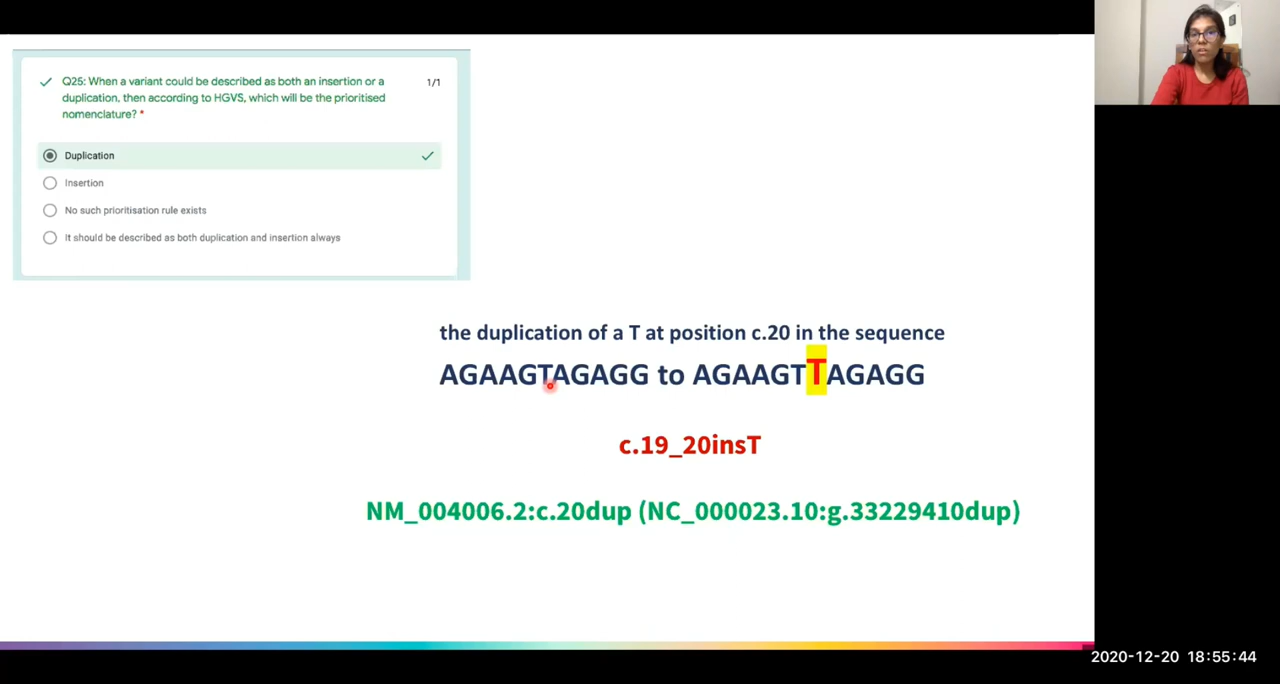 Q25: When a variant could be described as both an insertion or a
duplication, then according to HGVS, which will be the prioritised
nomenclature? *
1/1
Duplication
Insertion
No such prioritisation rule exists
It should be described as both duplication and insertion always
the duplication of a T at position c.20 in the sequence
AGAAGTAGAGG to AGAAGTTAGAGG
c.19_20insT
NM_004006.2:c.20dup (NC_000023.10:g.33229410dup)
2020-12-20 18:55:44